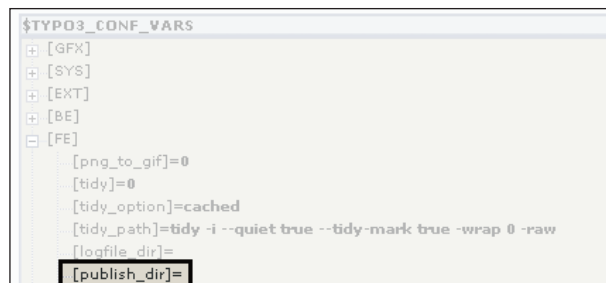 $TYPO3_CONF_VARS
[GFX]
[SYS]
[EXT]
[BE]
[FE]
[png_to_gif]=0
[tidy]=0
[tidy_option]=cached
[tidy_path]=tidy -i --quiet true --tidy-mark true -wrap 0 -raw
[logfile_dir]=
[publish_dir]=